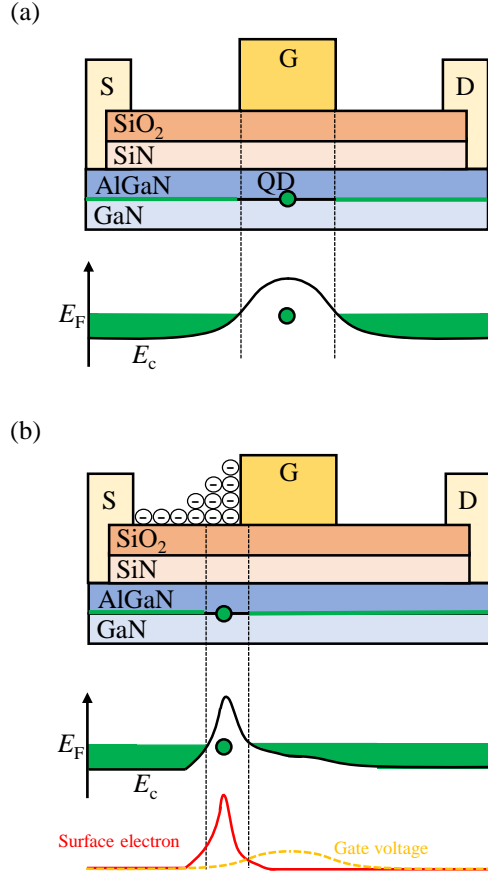 (a)
G
S
D
SiO2
SiN
AlGaN
QD
GaN
EF
Ec
(b)
G
S
D
SiO2
SiN
AlGaN
GaN
EF
Ec
Surface electron
Gate voltage